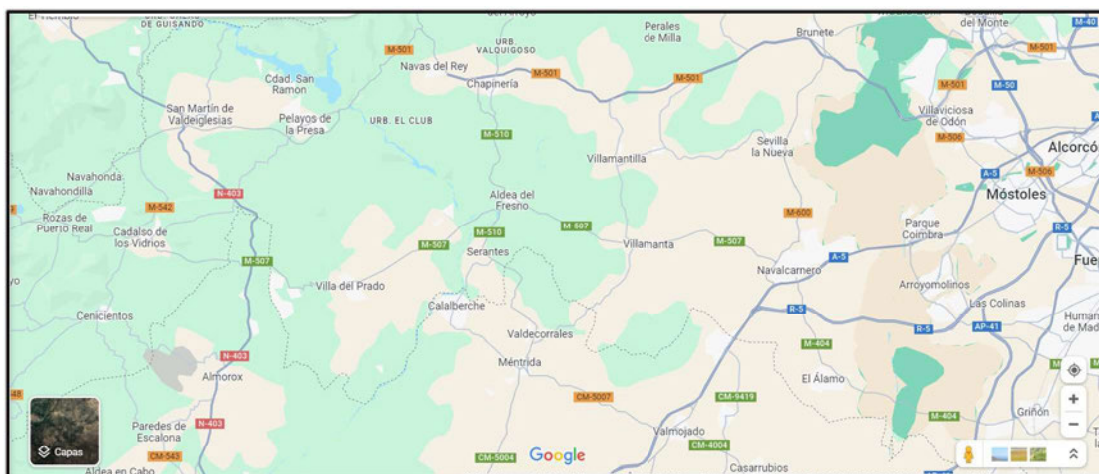 El Tiemblo
DE GUISANDO
URB.
VALQUIGOSO
Perales
de Milla
Brunete
del Monte
M-40
M-501
Navas del Rey
M-501
M-501
M-501
M-50
M-501
Cdad. San
Ramón
Chapinería
San Martín de
Valdeiglesias
Pelayos de
la Presa
URB. EL CLUB
M-510
Villaviciosa
de Odón
M-506
Sevilla
la Nueva
Alcorcón
Villamantilla
A-5
M-506
Navahonda
Navahondilla
N-403
Aldea del
Fresno
Móstoles
Rozas de
Puerto Real
M-542
M-507
M-600
Parque
Coimbra
R-5
Cadalso de
los Vidrios
M-507
M-510
Villamanta
M-507
Serantes
M-507
A-5
Navalcarnero
Villa del Prado
Arroyomolinos
Calalberche
Las Colinas
Cenicientos
R-5
R-5
AP-41
Valdecorrales
M-404
N-403
Méntrida
Almorox
El Álamo
CM-5007
CM-9419
M-404
Griñón
Paredes de
Escalona
N-403
Valmojado
Capas
CM-543
Google
CM-4004
CM-5004
Aldea en Cabo
Casarrubios